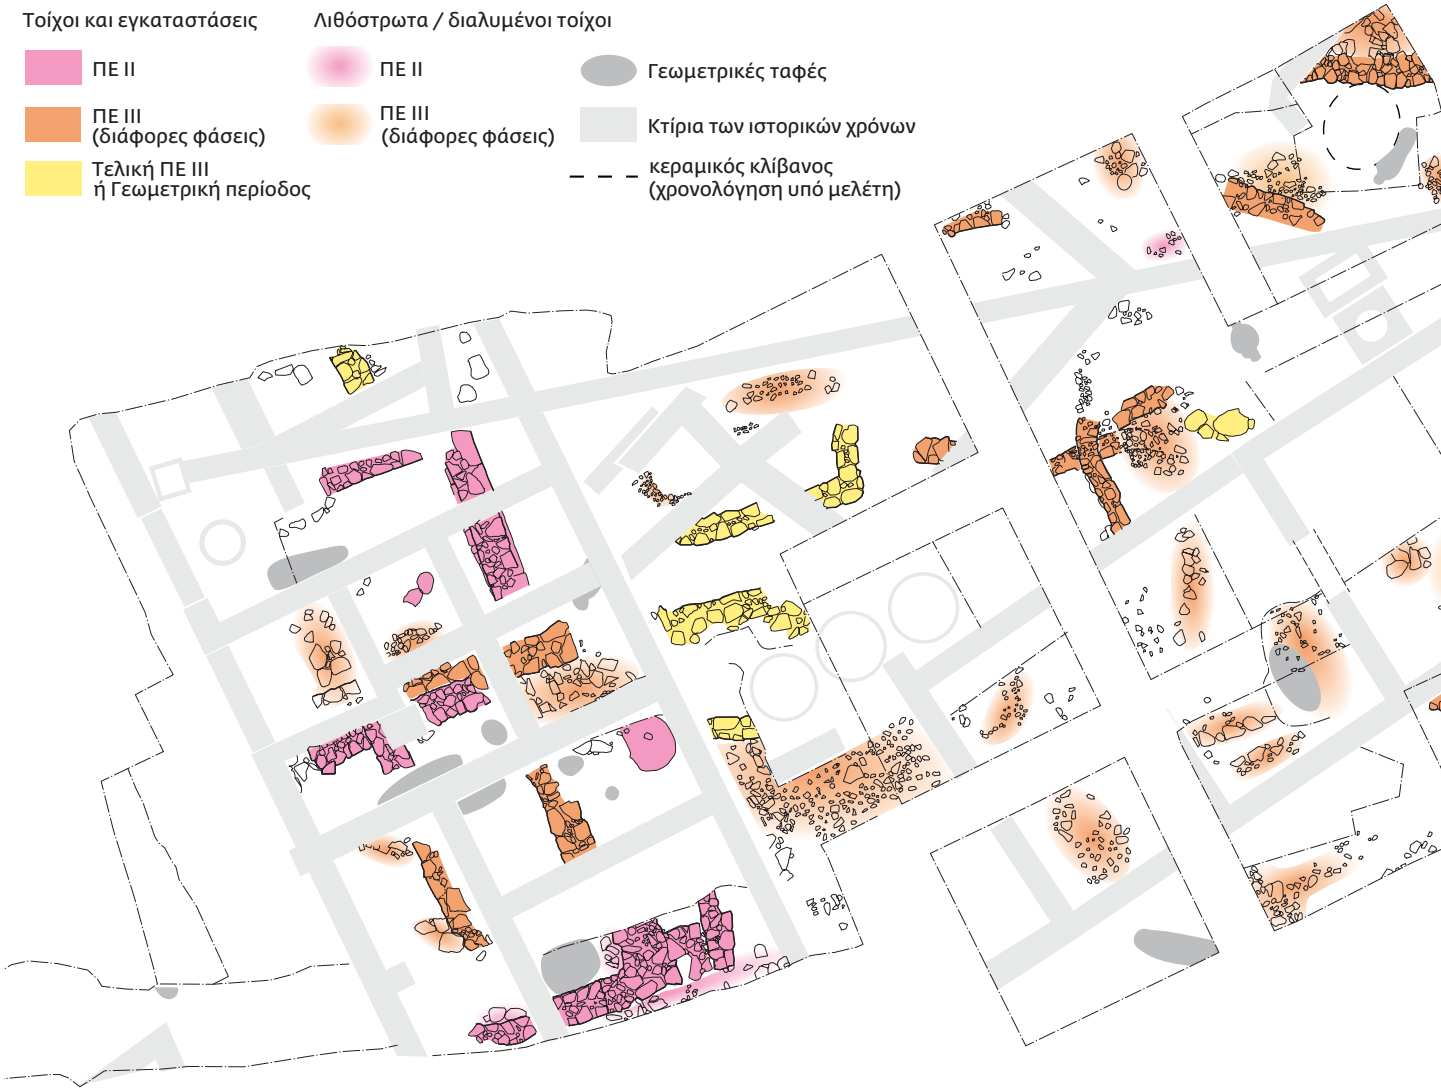 Τοίχοι και εγκαταστάσεις
ΠΕ ΙΙ
ΠΕ ΙΙΙ
(διάφορες φάσεις)
Τελική ΠΕ ΙΙΙ
ή Γεωμετρική περίοδος
Λιθόστρωτα / διαλυμένοι τοίχοι
ΠΕ ΙΙ
ΠΕ ΙΙΙ
(διάφορες φάσεις)
Γεωμετρικές ταφές
Κτίρια των ιστορικών χρόνων
κεραμικός κλίβανος
(χρονολόγηση υπό μελέτη)